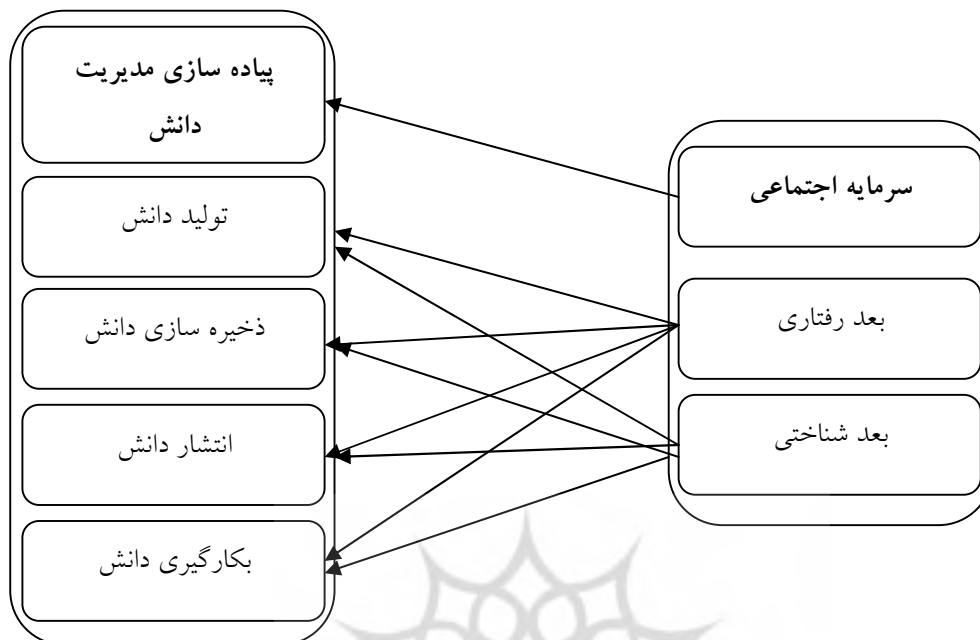 پیاده سازی مدیریت
دانش
تولید دانش
ذخیره سازی دانش
انتشار دانش
بکارگیری دانش
سرمایه اجتماعی
بعد رفتاری
بعد شناختی